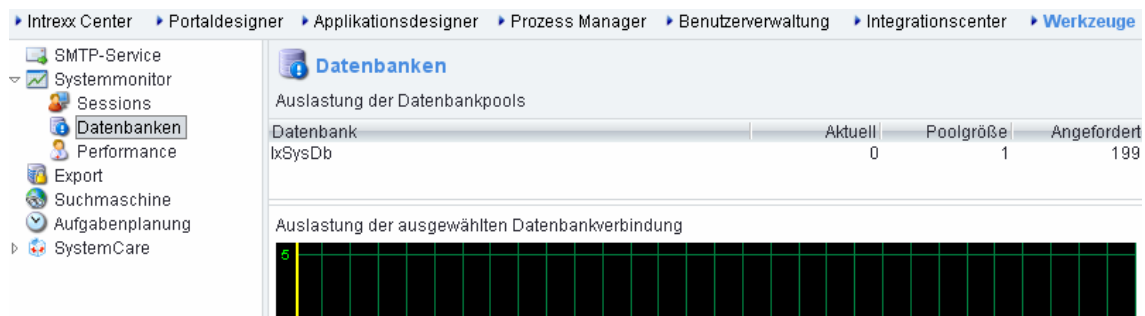 Intrexx Center Portaldesigner Applikationsdesigner Prozess Manager Benutzerverwaltung Integrationscenter Werkzeuge
SMTP-Service
Systemmonitor
Sessions
Datenbanken
Performance
Export
Suchmaschine
Aufgabenplanung
SystemCare
Datenbanken
Auslastung der Datenbankpools
Datenbank Aktuell Poolgröße Angefordert
IxSysDb 0 1 199
Auslastung der ausgewählten Datenbankverbindung
5